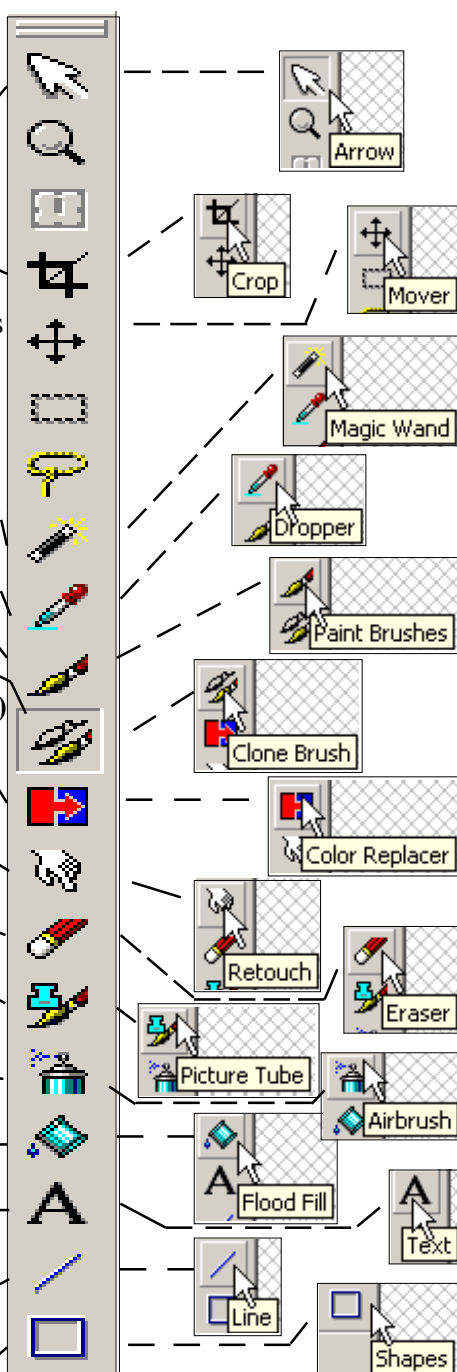 Arrow
Crop
Mover
s
Magic Wand
Dropper
Paint Brushes
)
Clone Brush
Color Replacer
Retouch
Eraser
Picture Tube
Airbrush
Flood Fill
A
A
A
Text
Line
Shapes